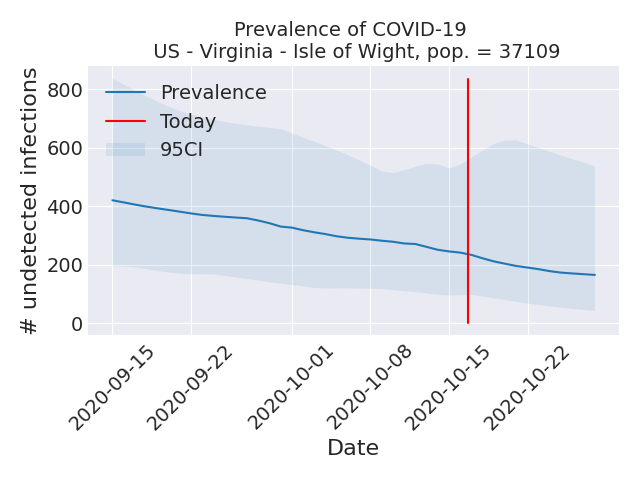 Prevalence of COVID-19
US - Virginia - Isle of Wight, pop. = 37109
# undetected infections
800
600
400
200
0
Prevalence
Today
95CI
2020-09-15
2020-09-22
2020-10-01
2020-10-08
2020-10-15
2020-10-22
Date